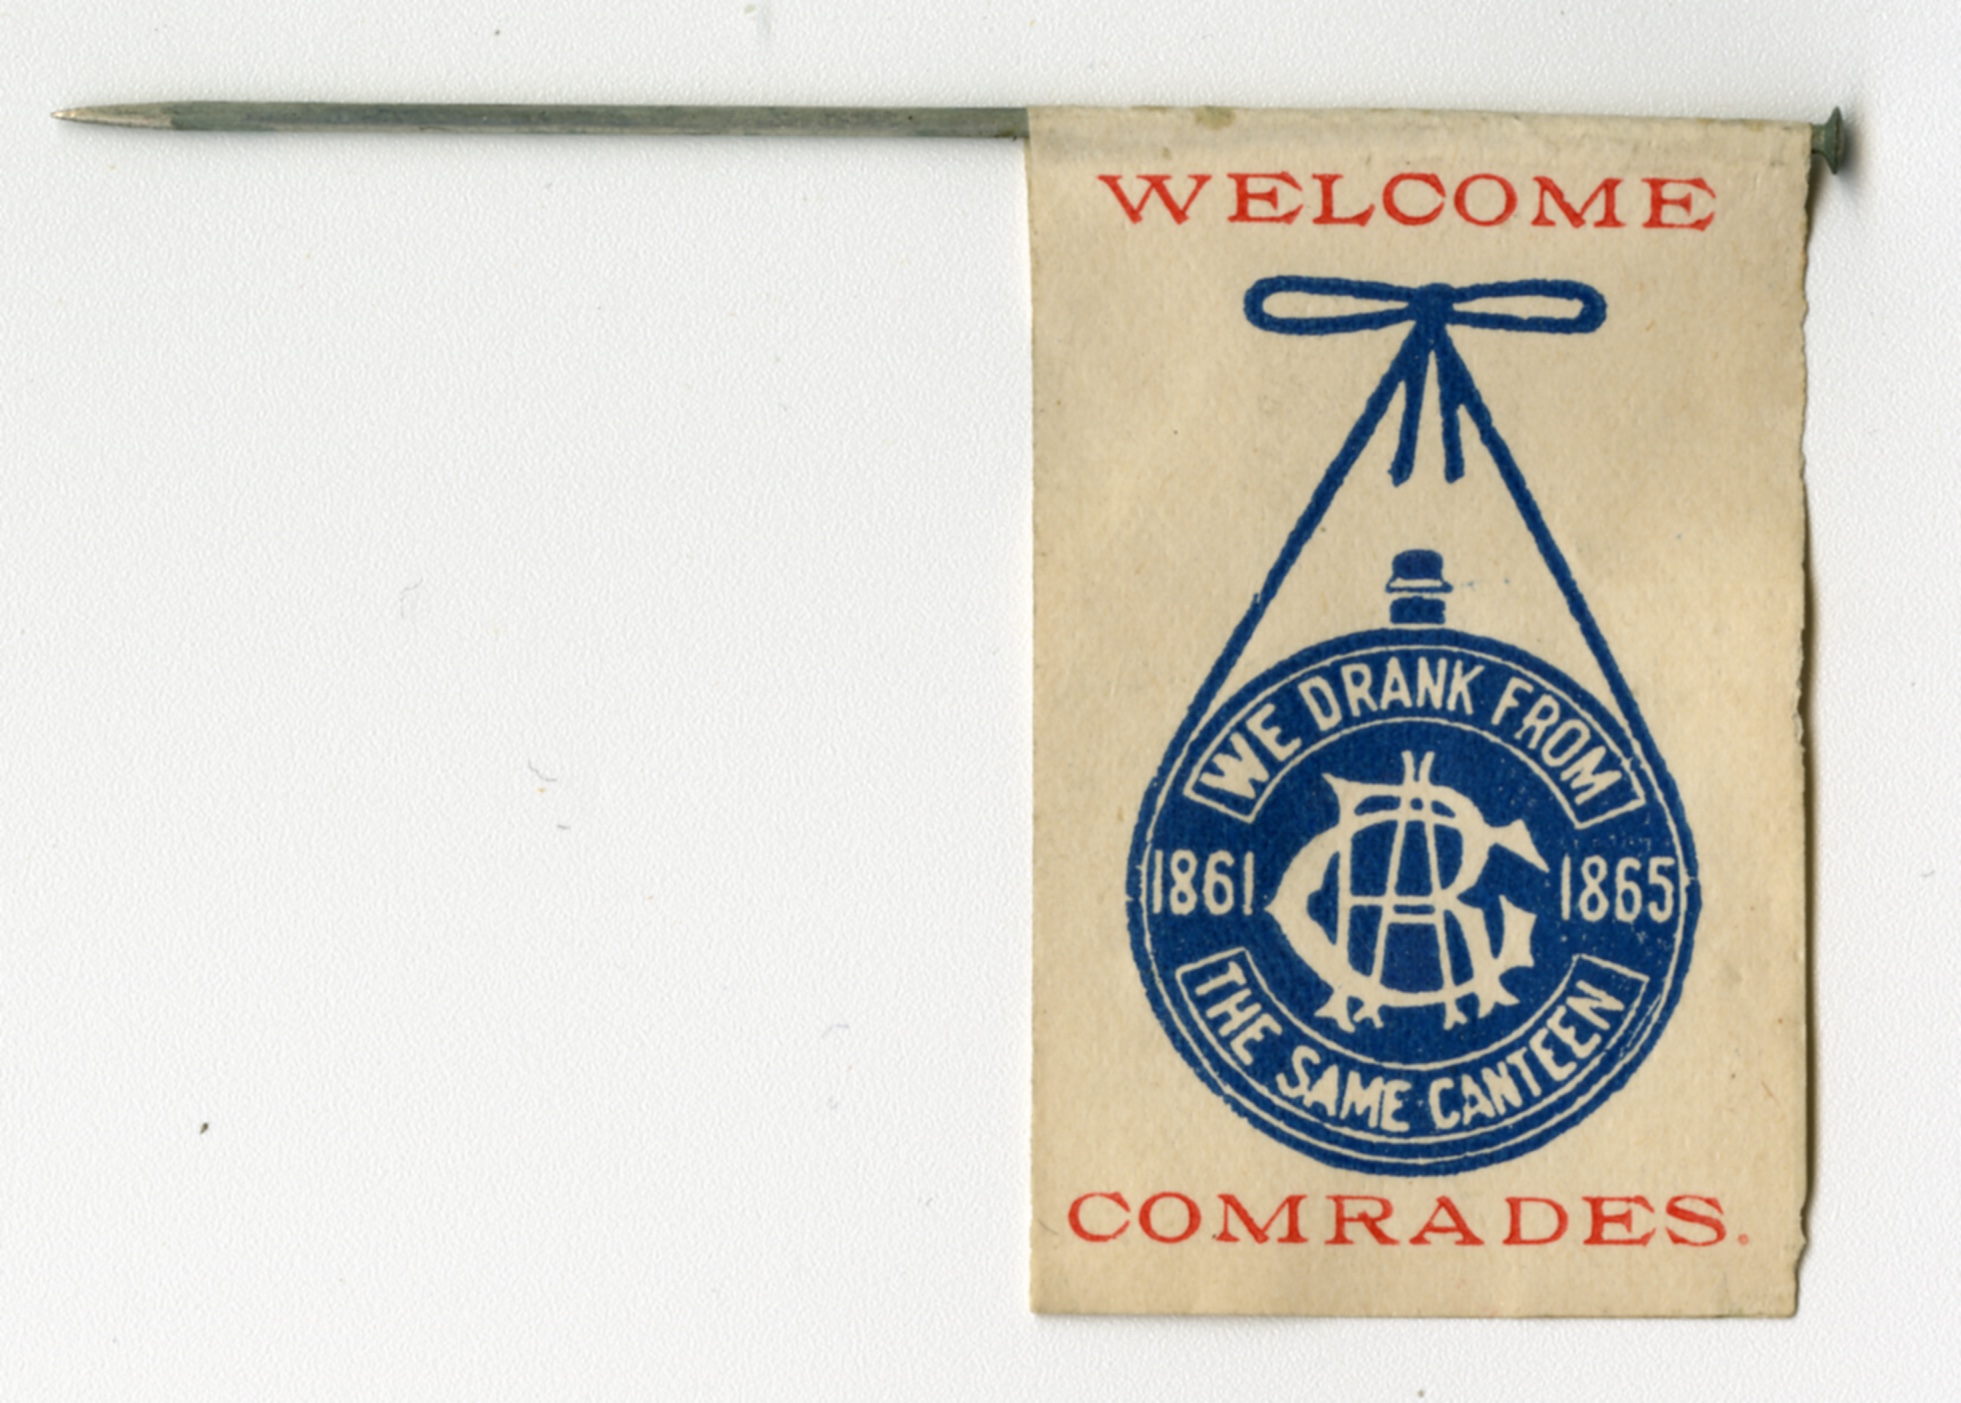 WELCOME
WE DRANK FROM
1861 GAR 1865
THE SAME CANTEEN
COMRADES.